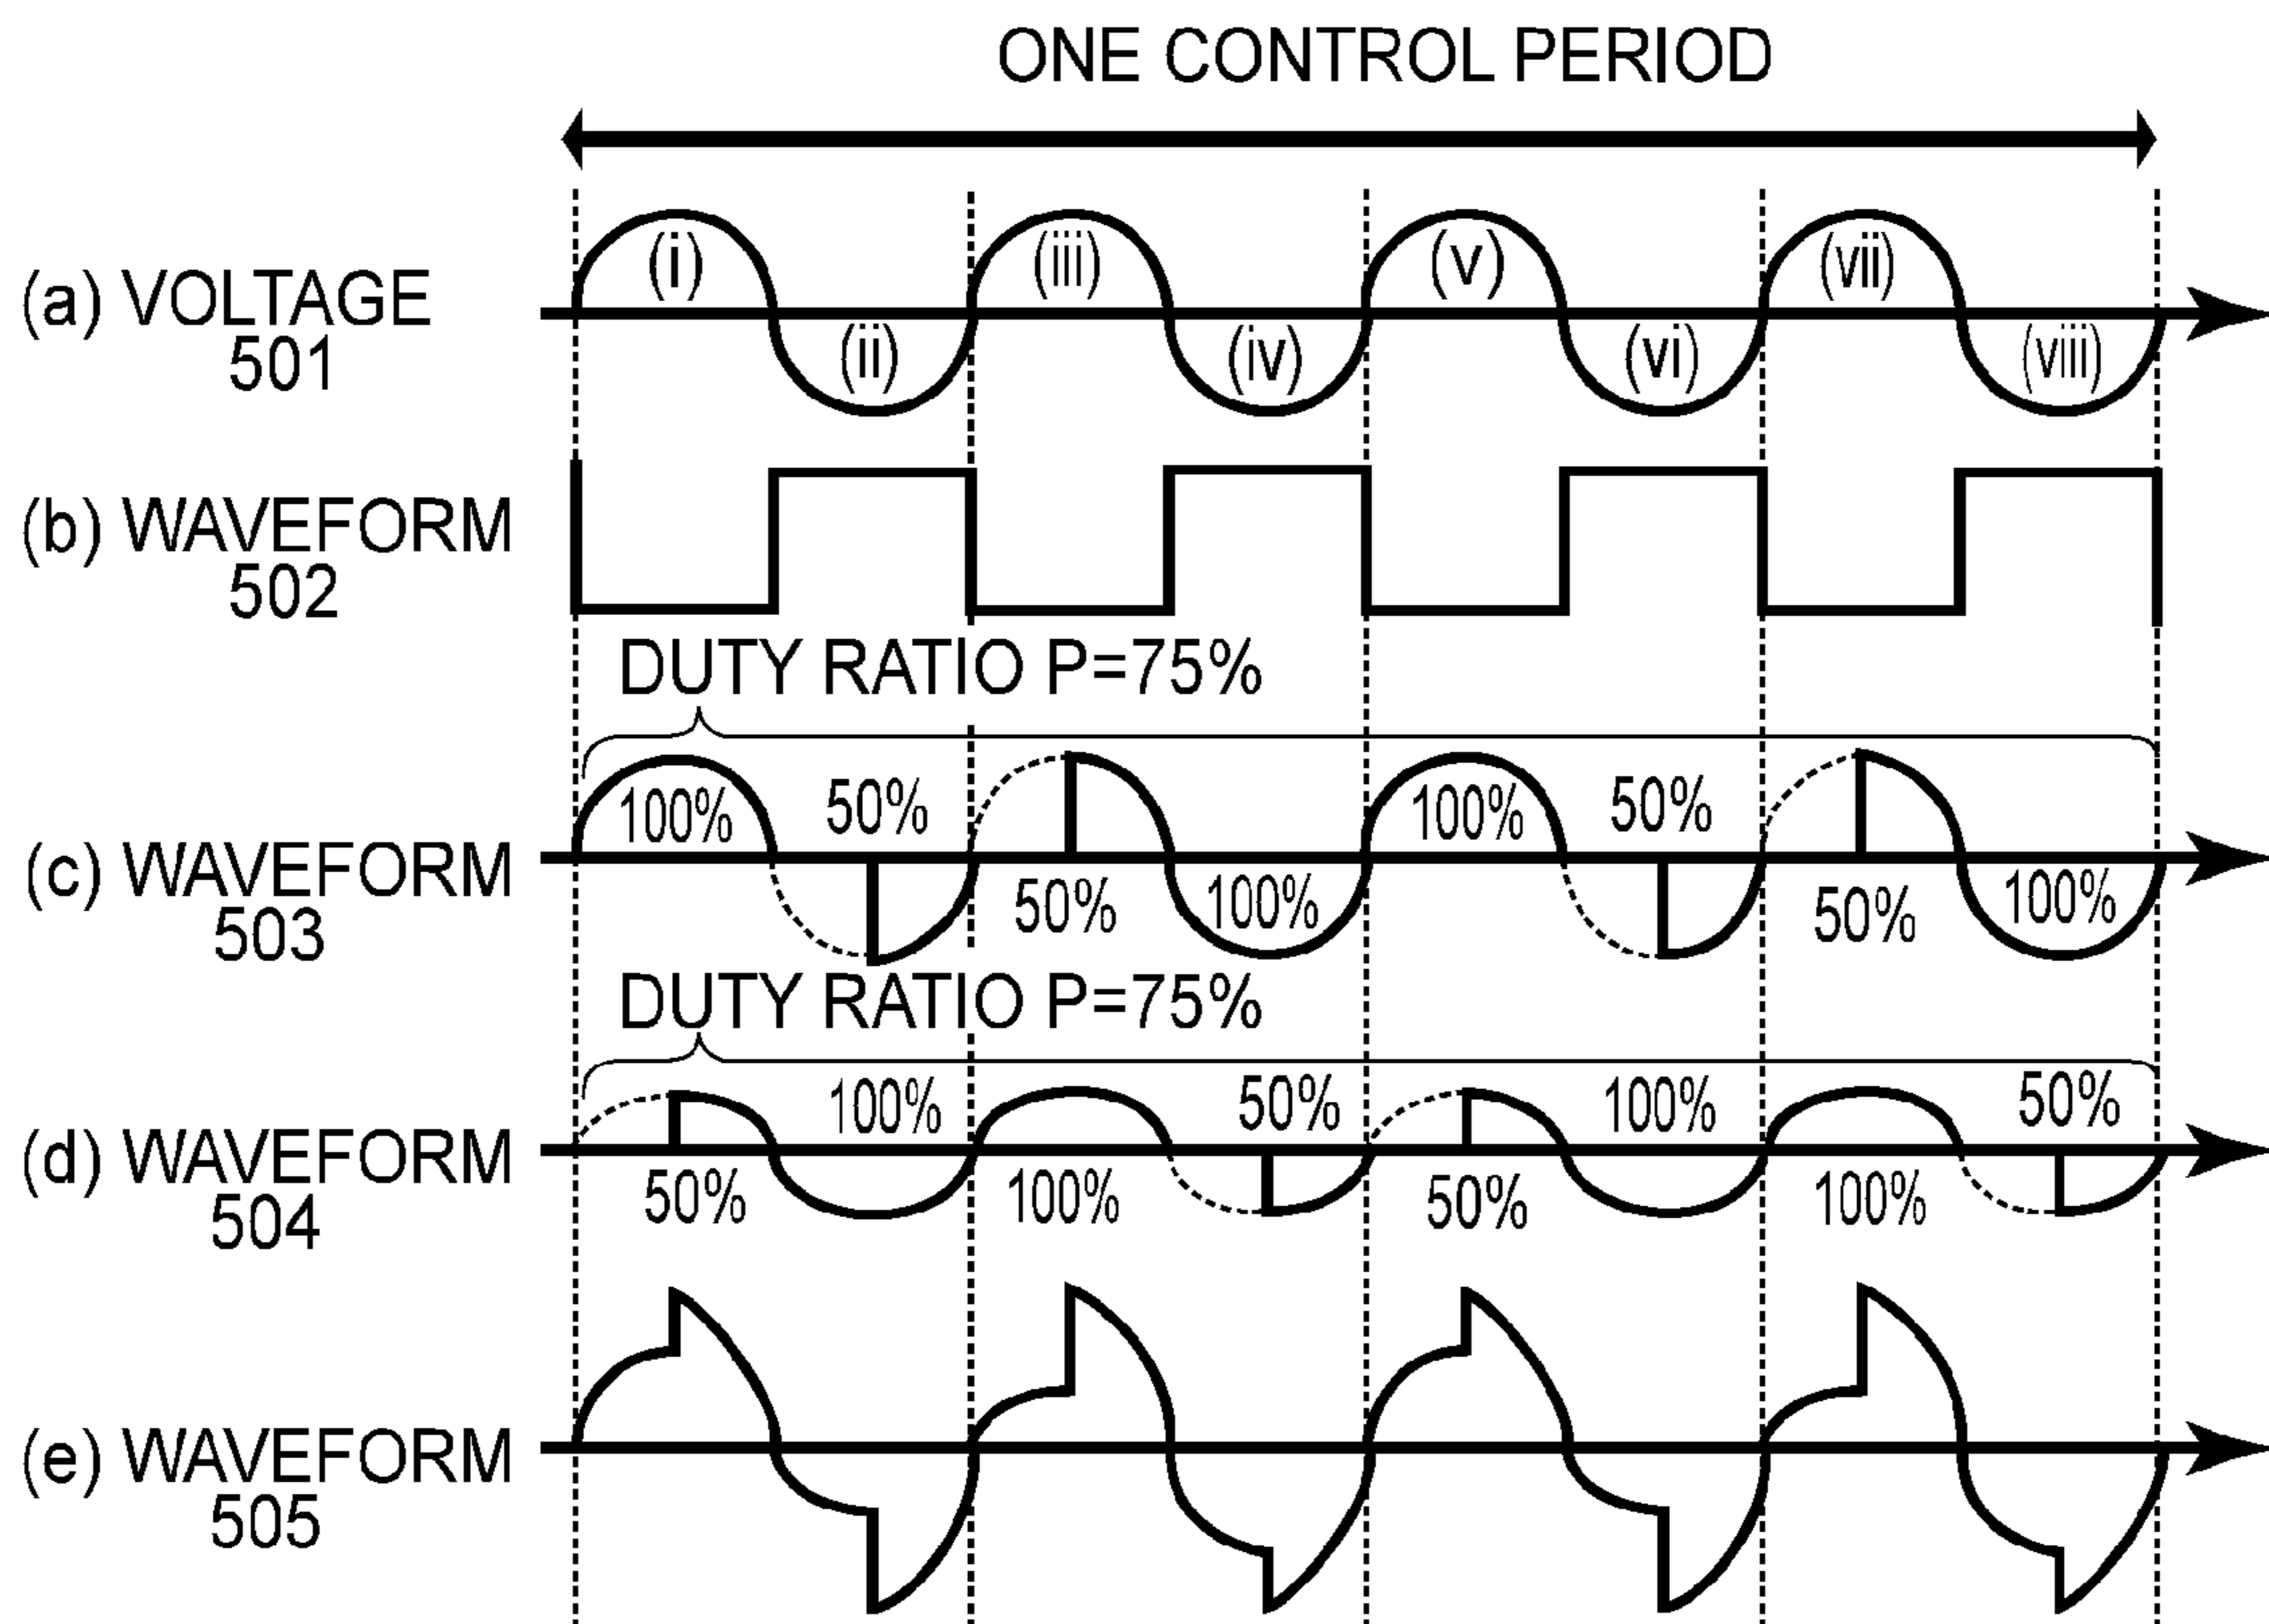 ONE CONTROL PERIOD
(a) VOLTAGE
501
(i)
(ii)
(iii)
(iv)
(v)
(vi)
(vii)
(viii)
(b) WAVEFORM
502
DUTY RATIO P=75%
(c) WAVEFORM
503
100%
50%
50%
100%
100%
50%
50%
100%
DUTY RATIO P=75%
(d) WAVEFORM
504
50%
100%
100%
50%
50%
100%
100%
50%
(e) WAVEFORM
505